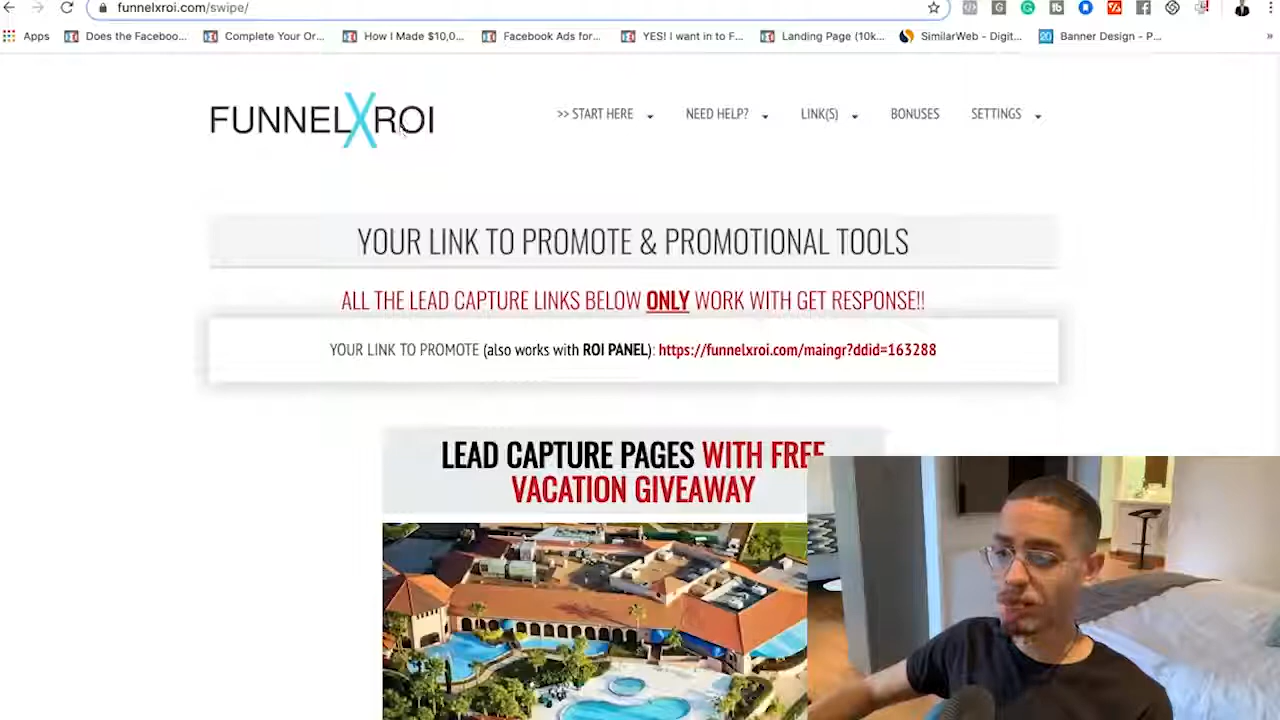 funnelxroi.com/swipe/
Apps Does the Faceboo... Complete Your Or... How I Made $10,0... Facebook Ads for... YES! I want in to F... Landing Page (10k... SimilarWeb - Digit... Banner Design - P... »
FUNNELXROI
>> START HERE NEED HELP? LINK(S) BONUSES SETTINGS
YOUR LINK TO PROMOTE & PROMOTIONAL TOOLS
ALL THE LEAD CAPTURE LINKS BELOW ONLY WORK WITH GET RESPONSE!!
YOUR LINK TO PROMOTE (also works with ROI PANEL): https://funnelxroi.com/maingr?ddid=163288
LEAD CAPTURE PAGES WITH FREE
VACATION GIVEAWAY